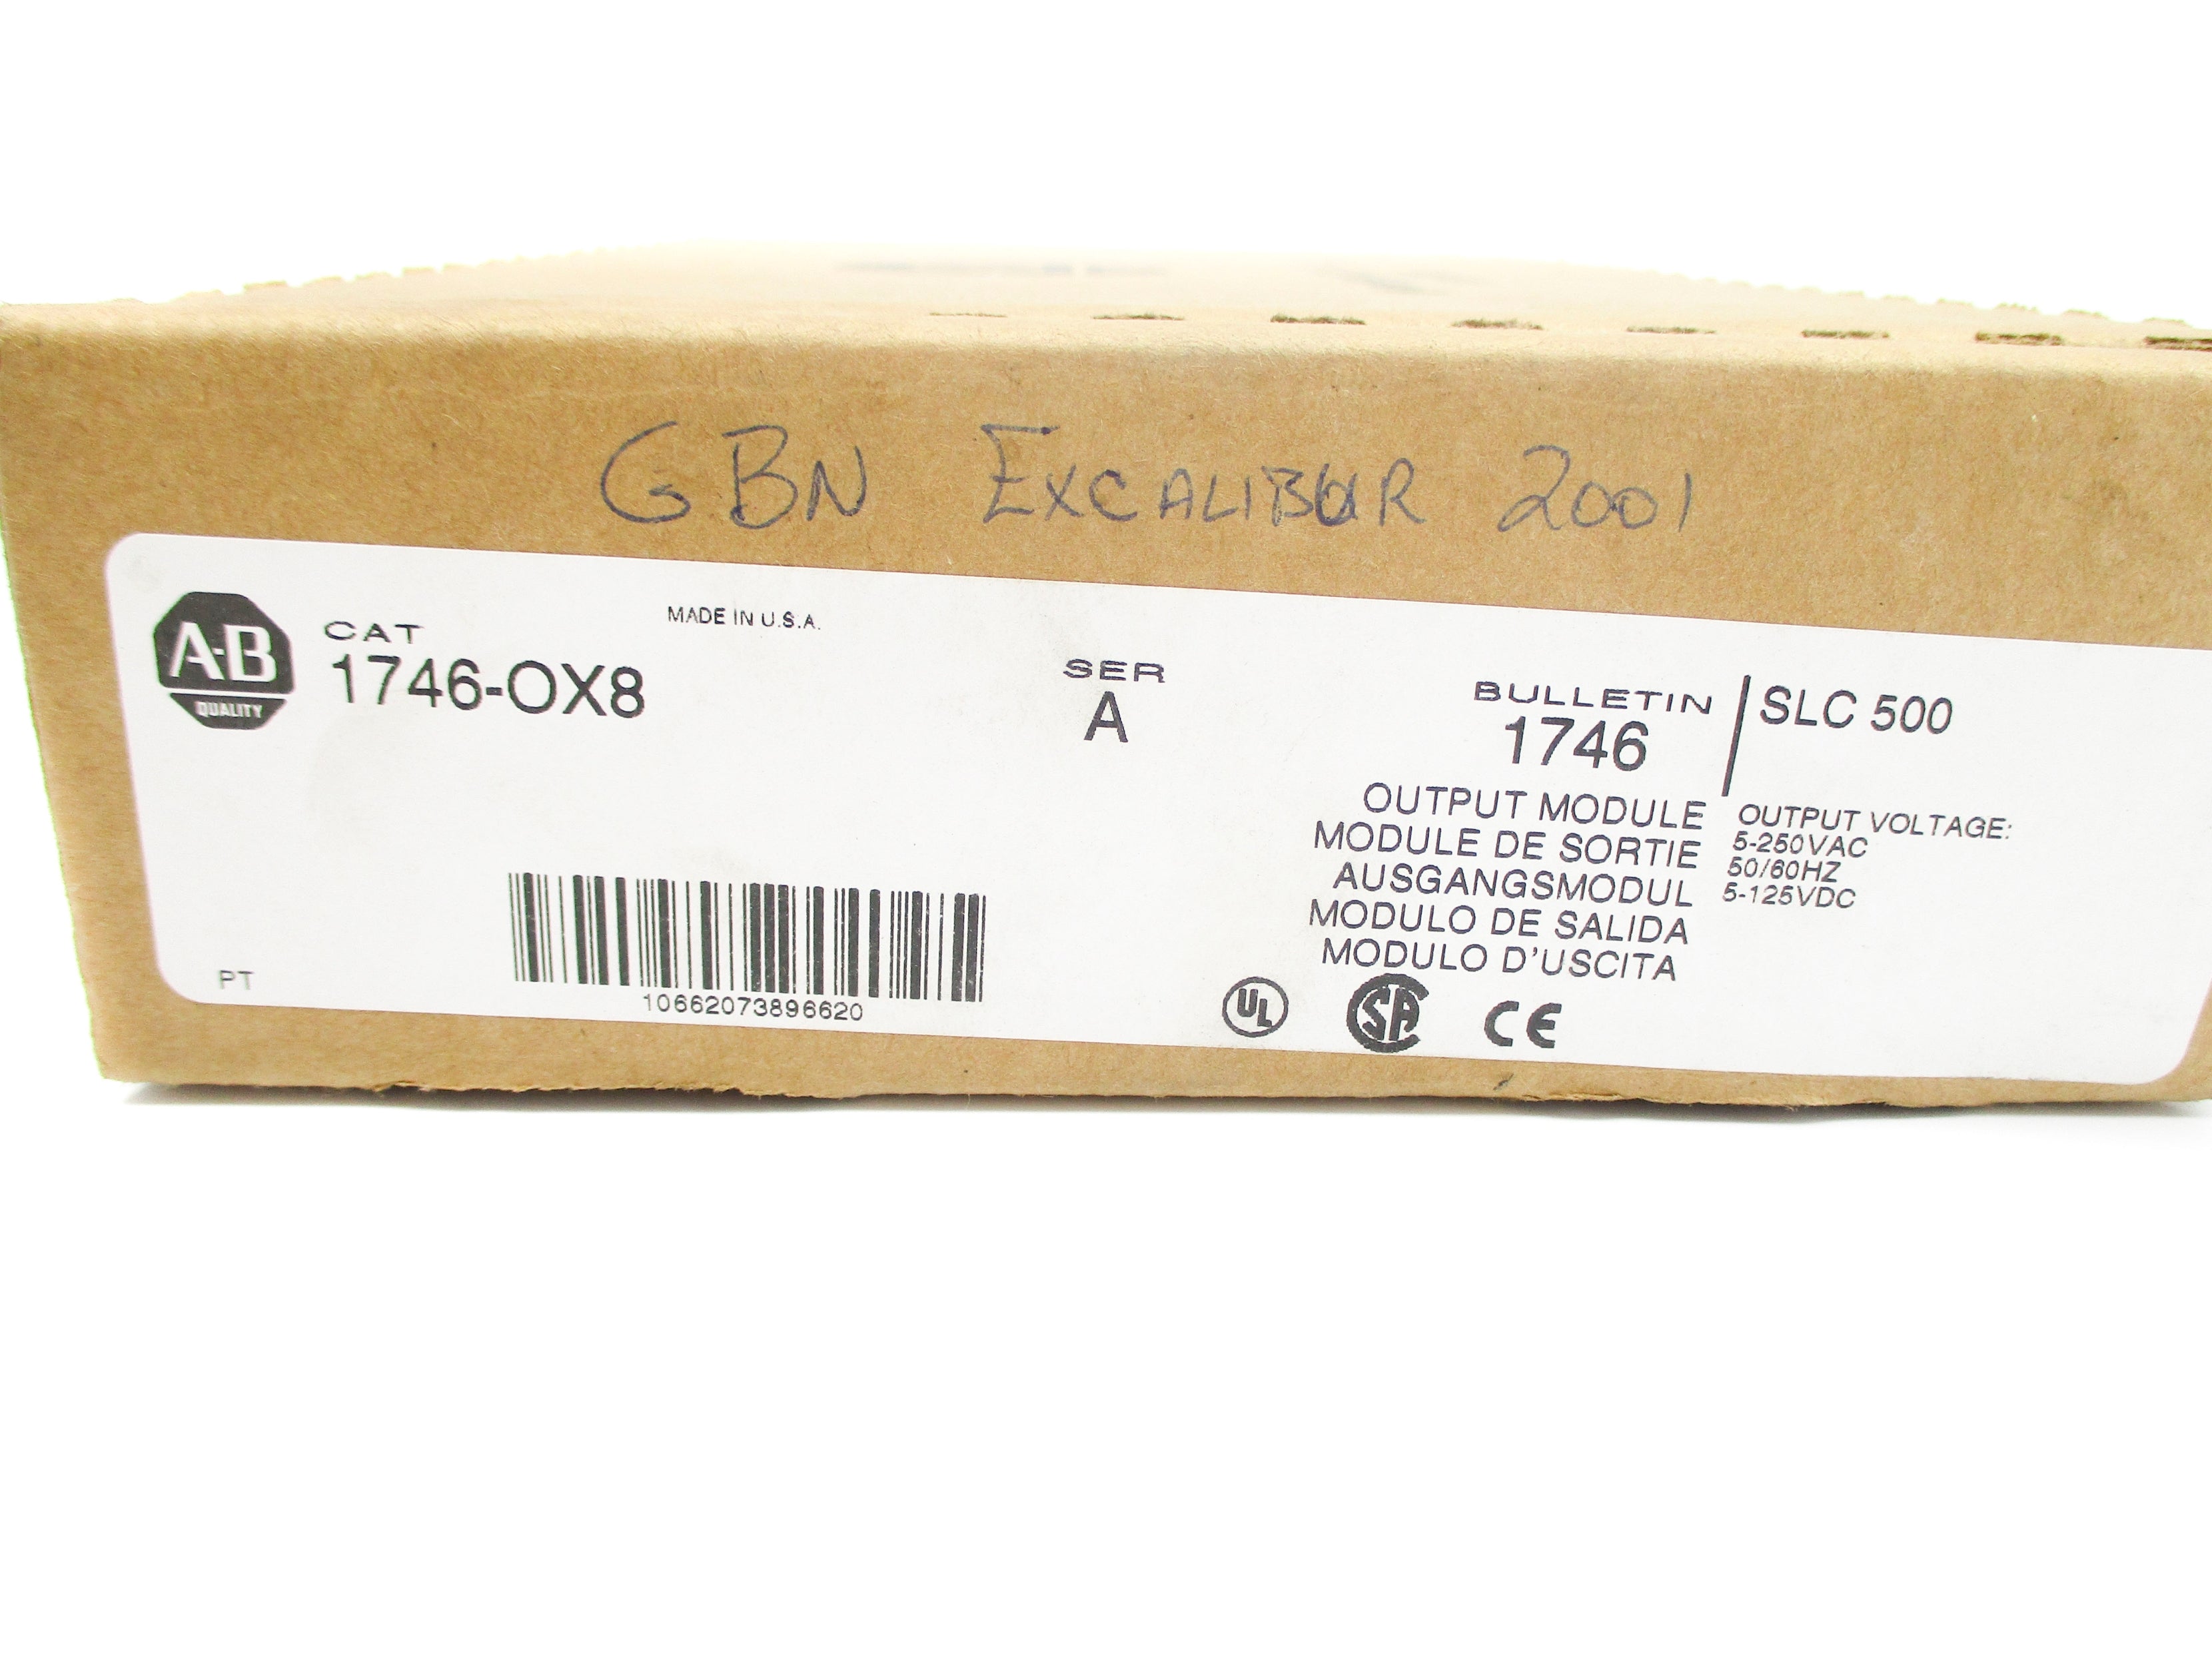 GBN EXCALIBUR 2001
A-B
QUALITY
CAT
1746-OX8
MADE IN U.S.A.
SER
A
BULLETIN
1746
SLC 500
OUTPUT MODULE
MODULE DE SORTIE
AUSGANGSMODUL
MODULO DE SALIDA
MODULO D'USCITA
OUTPUT VOLTAGE:
5-250VAC
50/60HZ
5-125VDC
PT
10662073896620
UL
SA
CE